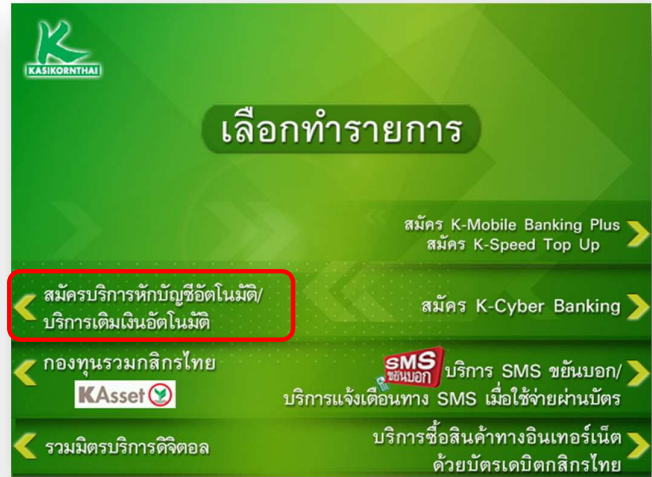 KASIKORNTHAI
เลือกทำรายการ
สมัคร K-Mobile Banking Plus
สมัคร K-Speed Top Up
สมัครบริการหักบัญชีอัตโนมัติ/
บริการเติมเงินอัตโนมัติ
สมัคร K-Cyber Banking
กองทุนรวมกสิกรไทย
KAsset
SMS
ขยันบอก
บริการ SMS ขยันบอก/
บริการแจ้งเตือนทาง SMS เมื่อใช้จ่ายผ่านบัตร
รวมมิตรบริการดิจิตอล
บริการซื้อสินค้าทางอินเทอร์เน็ต
ด้วยบัตรเดบิตกสิกรไทย